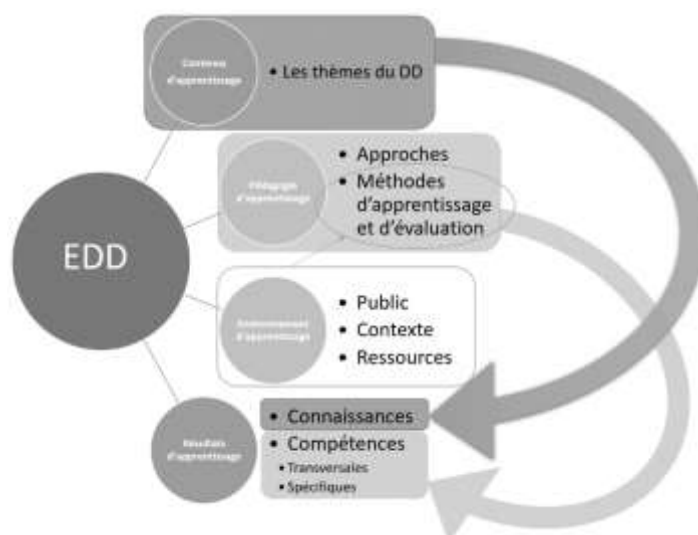 Contenus
d'apprentissage
• Les thèmes du DD
Pédagogie
d'apprentissage
• Approches
• Méthodes
d'apprentissage
et d'évaluation
EDD
Environnement
d'apprentissage
• Public
• Contexte
• Ressources
Résultats
d'apprentissage
• Connaissances
• Compétences
• Transversales
• Spécifiques